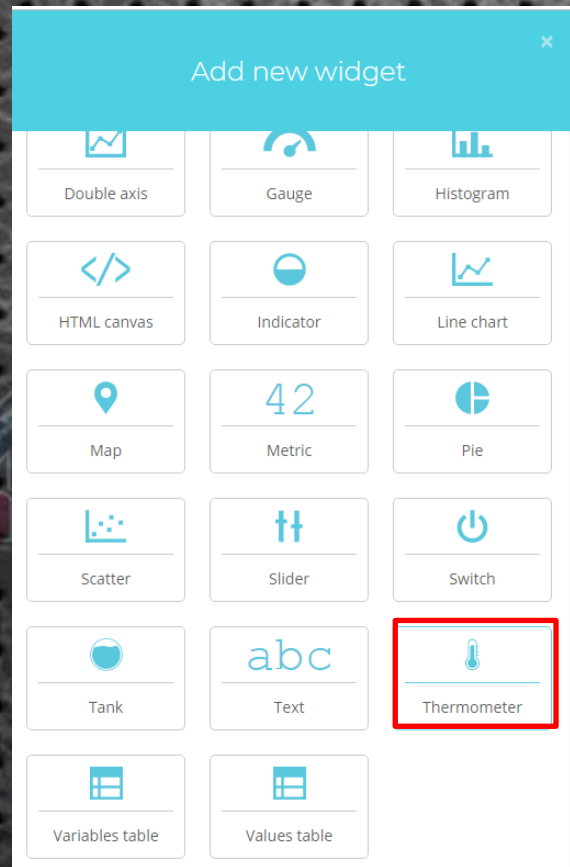 Add new widget
×
Double axis
Gauge
Histogram
</>
HTML canvas
Indicator
Line chart
42
Map
Metric
Pie
Scatter
Slider
Switch
abc
Tank
Text
Thermometer
Variables table
Values table